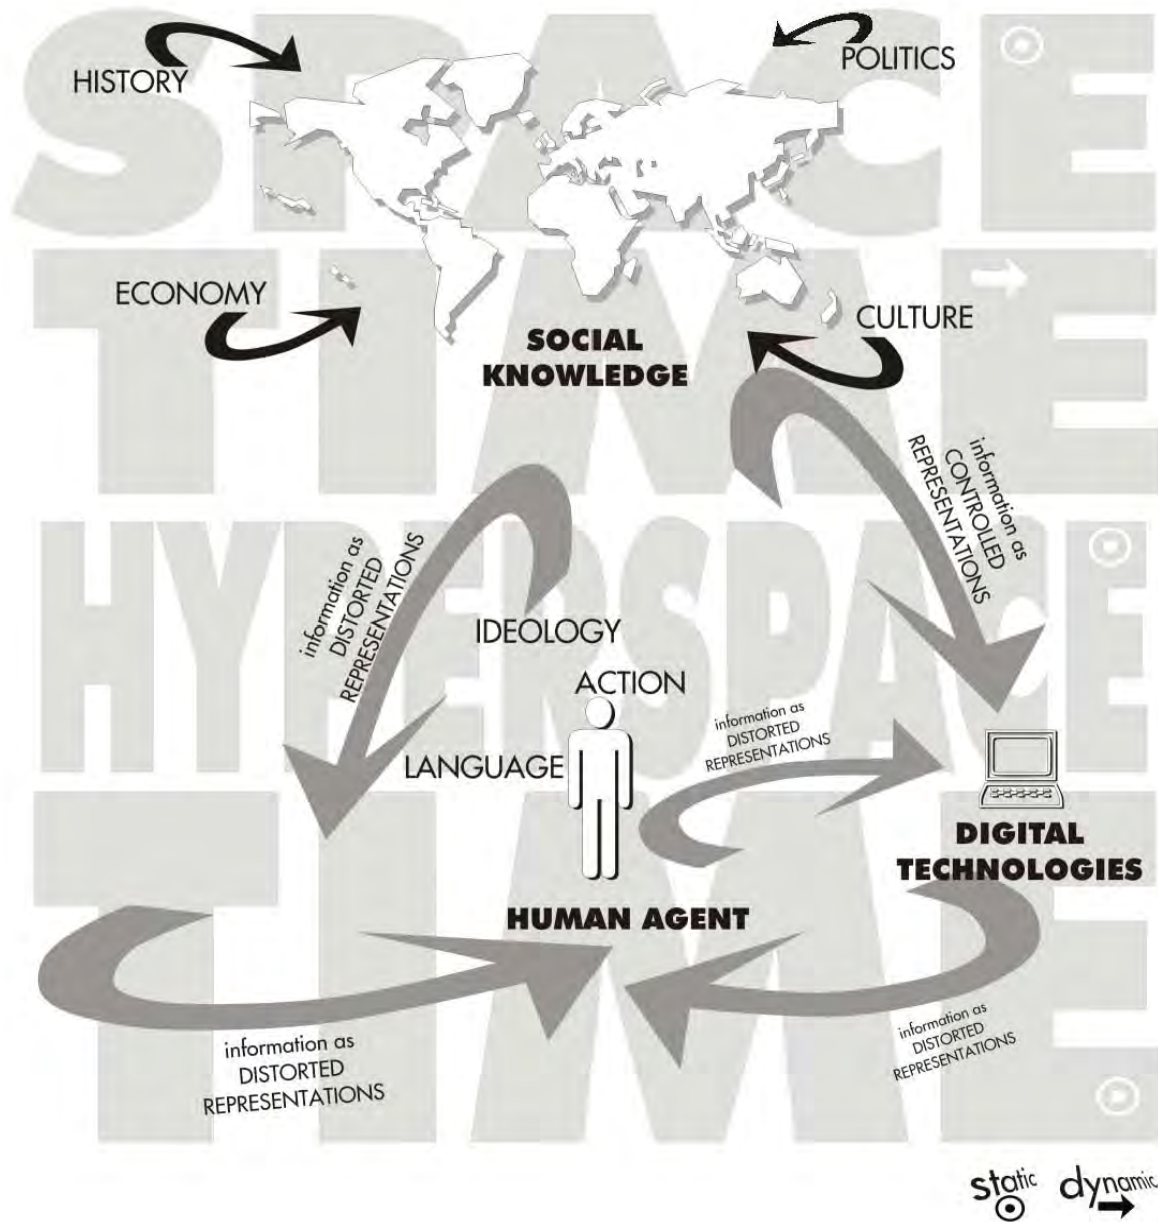 SPACE
HISTORY
POLITICS
TIME
ECONOMY
CULTURE
SOCIAL
KNOWLEDGE
information as
CONTROLLED
REPRESENTATIONS
HYPERSPACE
information as
DISTORTED
REPRESENTATIONS
IDEOLOGY
ACTION
LANGUAGE
information as
DISTORTED
REPRESENTATIONS
TIME
DIGITAL
TECHNOLOGIES
HUMAN AGENT
information as
DISTORTED
REPRESENTATIONS
information as
DISTORTED
REPRESENTATIONS
static
dynamic